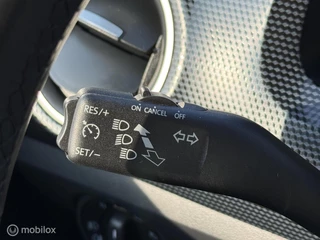 RES/+
ON CANCEL OFF
SET/-
© mobilox